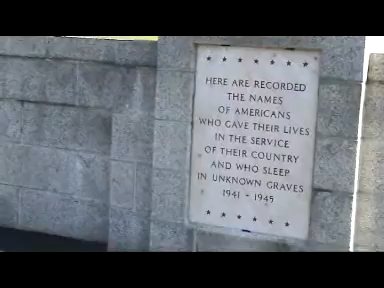 HERE ARE RECORDED
THE NAMES
OF AMERICANS
WHO GAVE THEIR LIVES
IN THE SERVICE
OF THEIR COUNTRY
AND WHO SLEEP
IN UNKNOWN GRAVES
1941 - 1945